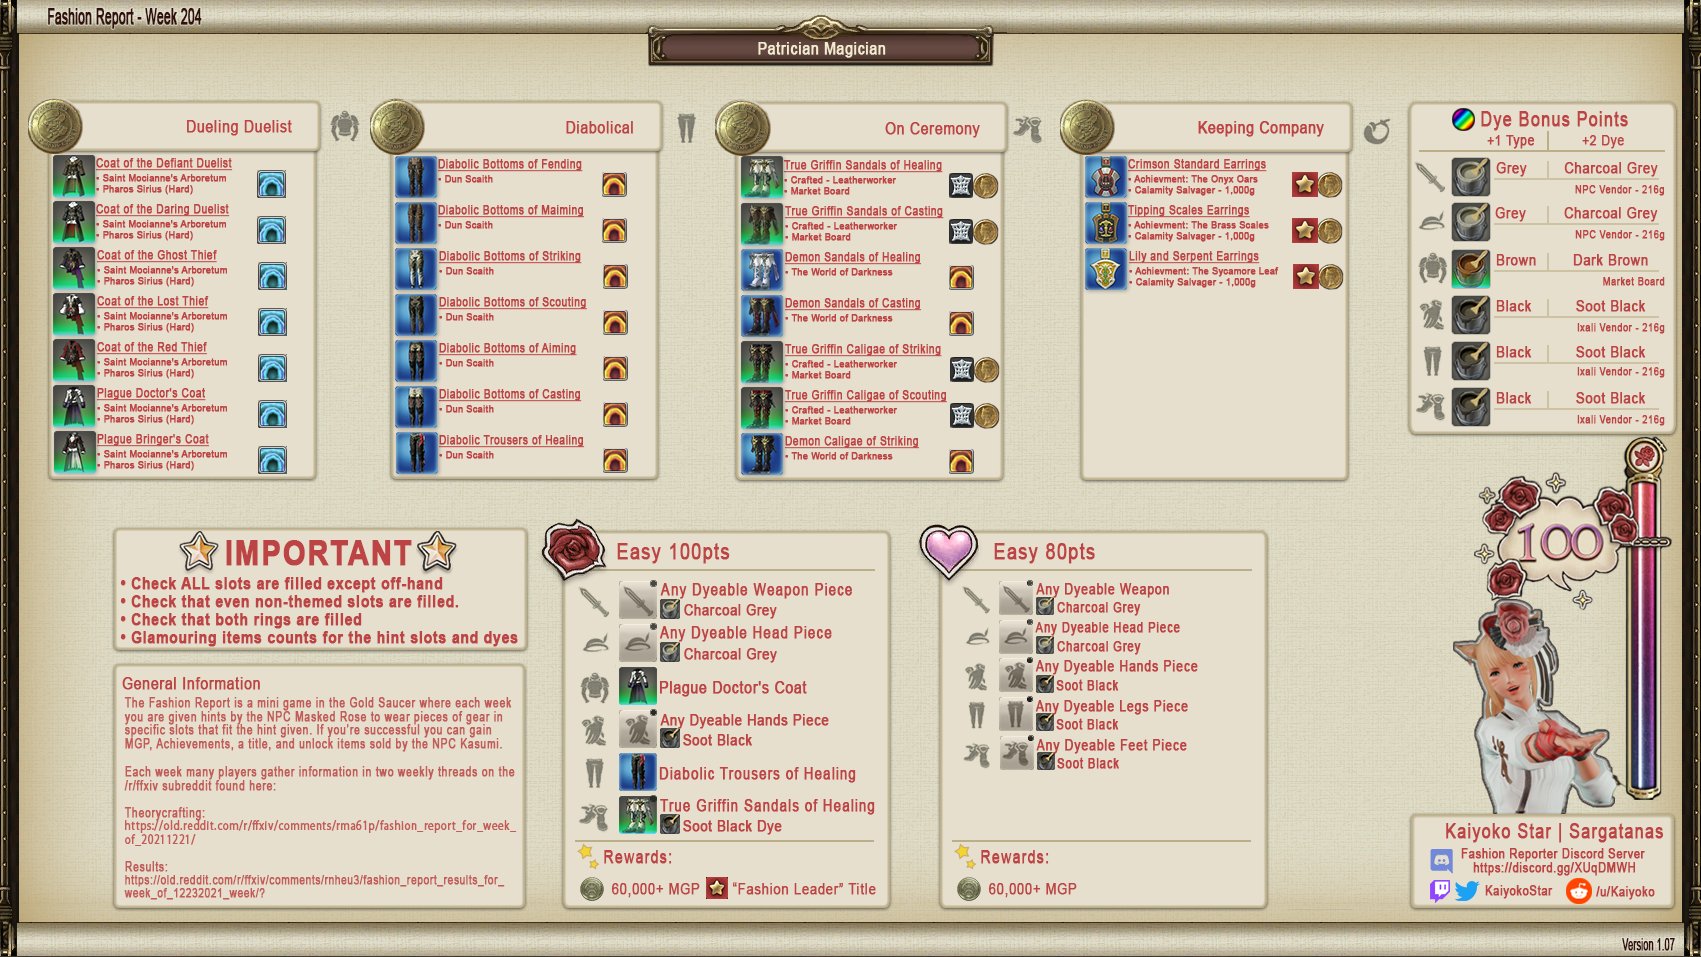 Fashion Report - Week 204
Patrician Magician
Dueling Duelist
Coat of the Defiant Duelist
• Saint Mocianne's Arboretum
• Pharos Sirius (Hard)
Coat of the Daring Duelist
• Saint Mocianne's Arboretum
• Pharos Sirius (Hard)
Coat of the Ghost Thief
• Saint Mocianne's Arboretum
• Pharos Sirius (Hard)
Coat of the Lost Thief
• Saint Mocianne's Arboretum
• Pharos Sirius (Hard)
Coat of the Red Thief
• Saint Mocianne's Arboretum
• Pharos Sirius (Hard)
Plague Doctor's Coat
• Saint Mocianne's Arboretum
• Pharos Sirius (Hard)
Plague Bringer's Coat
• Saint Mocianne's Arboretum
• Pharos Sirius (Hard)
Diabolical
Diabolic Bottoms of Fending
• Dun Scaith
Diabolic Bottoms of Maiming
• Dun Scaith
Diabolic Bottoms of Striking
• Dun Scaith
Diabolic Bottoms of Scouting
• Dun Scaith
Diabolic Bottoms of Aiming
• Dun Scaith
Diabolic Bottoms of Casting
• Dun Scaith
Diabolic Trousers of Healing
• Dun Scaith
On Ceremony
True Griffin Sandals of Healing
• Crafted - Leatherworker
• Market Board
True Griffin Sandals of Casting
• Crafted - Leatherworker
• Market Board
Demon Sandals of Healing
• The World of Darkness
Demon Sandals of Casting
• The World of Darkness
True Griffin Caligae of Striking
• Crafted - Leatherworker
• Market Board
True Griffin Caligae of Scouting
• Crafted - Leatherworker
• Market Board
Demon Caligae of Striking
• The World of Darkness
Keeping Company
Crimson Standard Earrings
• Achievment: The Onyx Oars
• Calamity Salvager - 1,000g
Tipping Scales Earrings
• Achievment: The Brass Scales
• Calamity Salvager - 1,000g
Lily and Serpent Earrings
• Achievment: The Sycamore Leaf
• Calamity Salvager - 1,000g
Dye Bonus Points
+1 Type +2 Dye
Grey Charcoal Grey
NPC Vendor - 216g
Grey Charcoal Grey
NPC Vendor - 216g
Brown Dark Brown
Market Board
Black Soot Black
Ixali Vendor - 216g
Black Soot Black
Ixali Vendor - 216g
Black Soot Black
Ixali Vendor - 216g
IMPORTANT
• Check ALL slots are filled except off-hand
• Check that even non-themed slots are filled.
• Check that both rings are filled
• Glamouring items counts for the hint slots and dyes
General Information
The Fashion Report is a mini game in the Gold Saucer where each week
you are given hints by the NPC Masked Rose to wear pieces of gear in
specific slots that fit the hint given. If you're successful you can gain
MGP, Achievements, a title, and unlock items sold by the NPC Kasumi.
Each week many players gather information in two weekly threads on the
/r/ffxiv subreddit found here:
Theorycrafting:
https://old.reddit.com/r/ffxiv/comments/rma61p/fashion_report_for_week_
of_20211221/
Results:
https://old.reddit.com/r/ffxiv/comments/rnheu3/fashion_report_results_for_
week_of_12232021_week/?
Easy 100pts
Any Dyeable Weapon Piece
Charcoal Grey
Any Dyeable Head Piece
Charcoal Grey
Plague Doctor's Coat
Any Dyeable Hands Piece
Soot Black
Diabolic Trousers of Healing
True Griffin Sandals of Healing
Soot Black Dye
Rewards:
60,000+ MGP "Fashion Leader" Title
Easy 80pts
Any Dyeable Weapon
Charcoal Grey
Any Dyeable Head Piece
Charcoal Grey
Any Dyeable Hands Piece
Soot Black
Any Dyeable Legs Piece
Soot Black
Any Dyeable Feet Piece
Soot Black
Rewards:
60,000+ MGP
100
Kaiyoko Star | Sargatanas
Fashion Reporter Discord Server
https://discord.gg/XUqDMWH
KaiyokoStar /u/Kaiyoko
Version 1.07